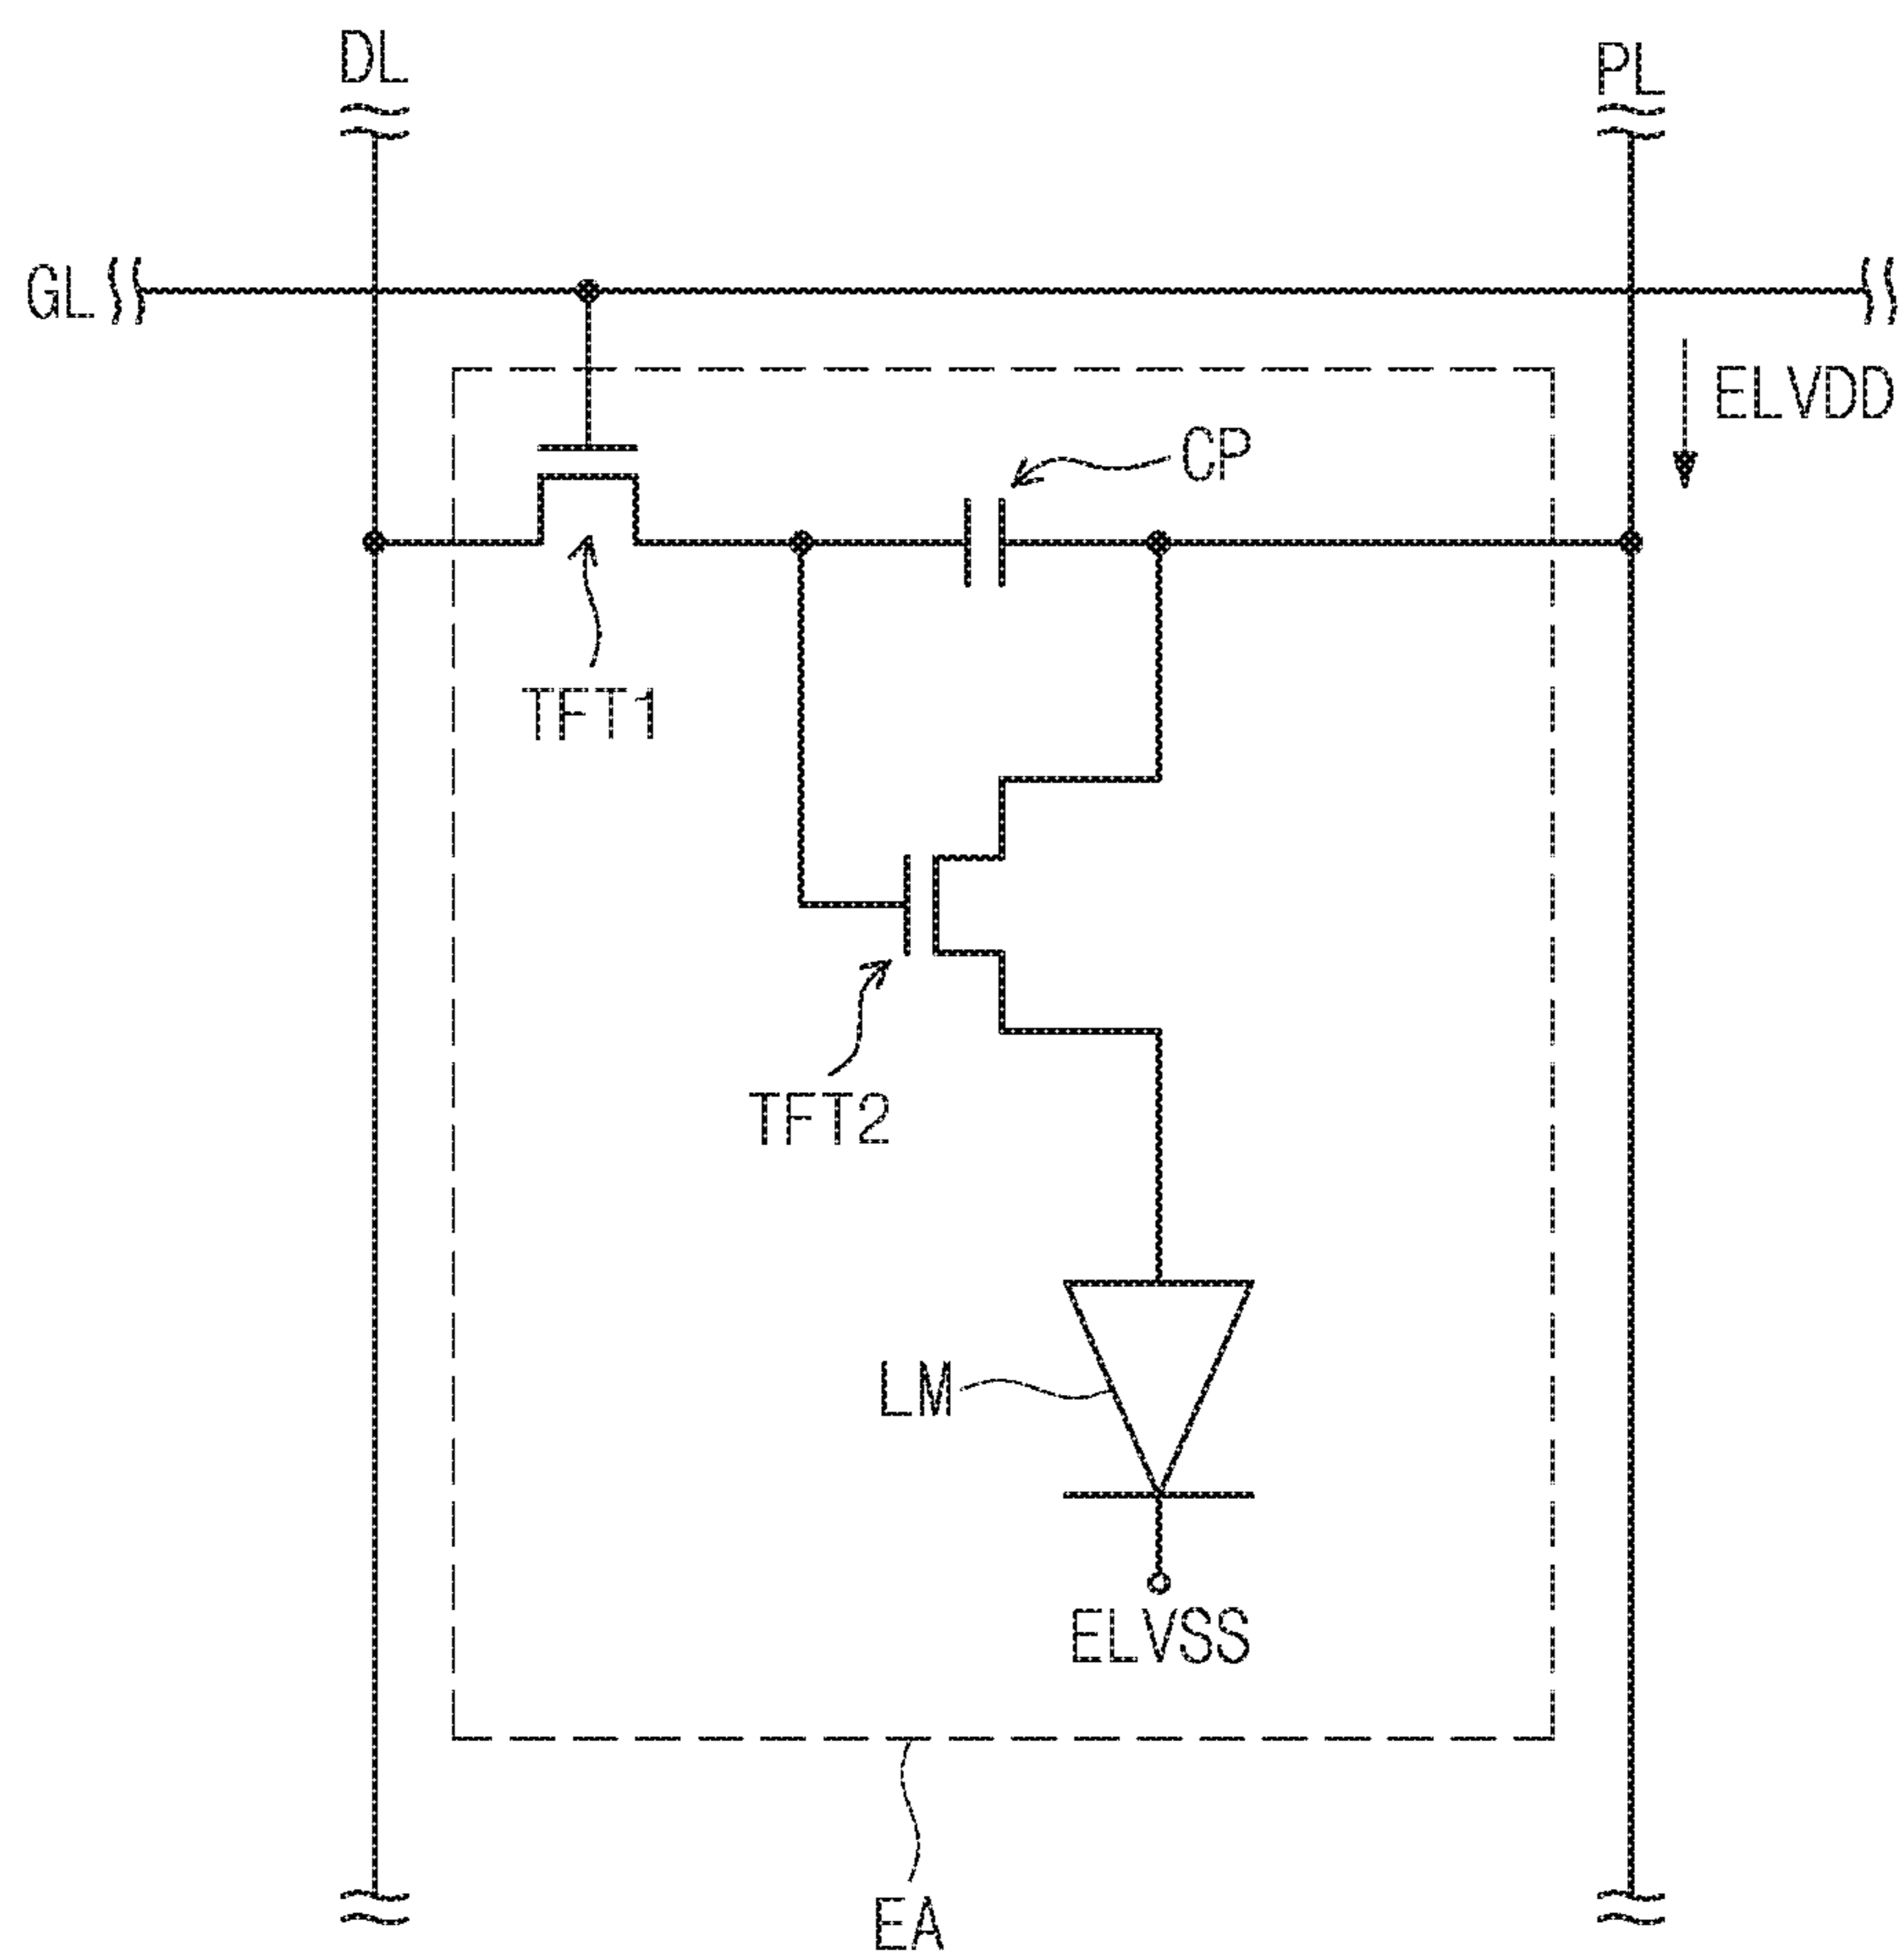 DL
PL
GL
ELVDD
CP
TFT1
TFT2
LM
ELVSS
EA